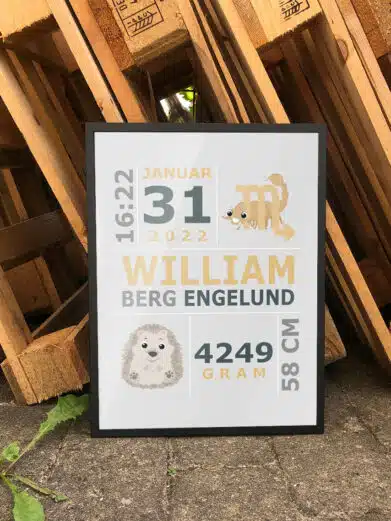 16:22
JANUAR
31
2022
WILLIAM
BERG ENGELUND
4249
GRAM
58 CM